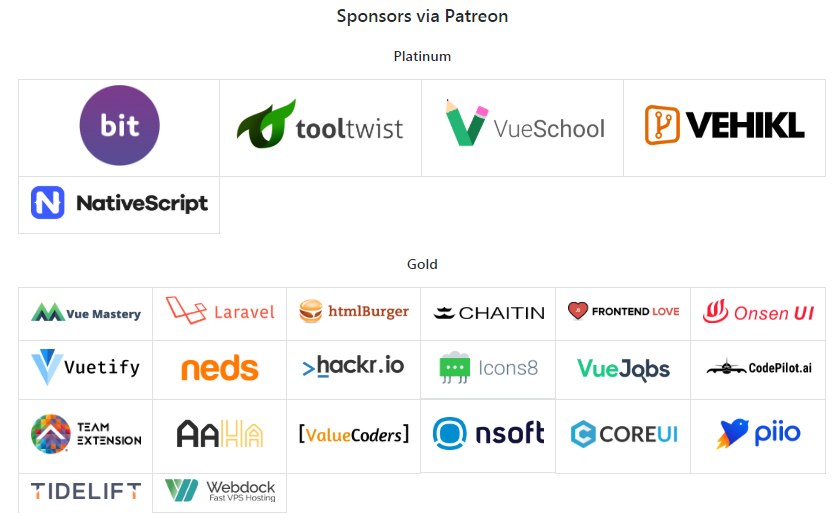 Sponsors via Patreon
Platinum
bit
tooltwist
VueSchool
VEHIKL
NativeScript
Gold
Vue Mastery
Laravel
htmlBurger
CHAITIN
FRONTEND LOVE
Onsen UI
Vuetify
neds
>hackr.io
Icons8
VueJobs
CodePilot.ai
TEAM
EXTENSION
AAHA
[ValueCoders]
nsoft
COREUI
piio
TIDELIFT
Webdock
Fast VPS Hosting